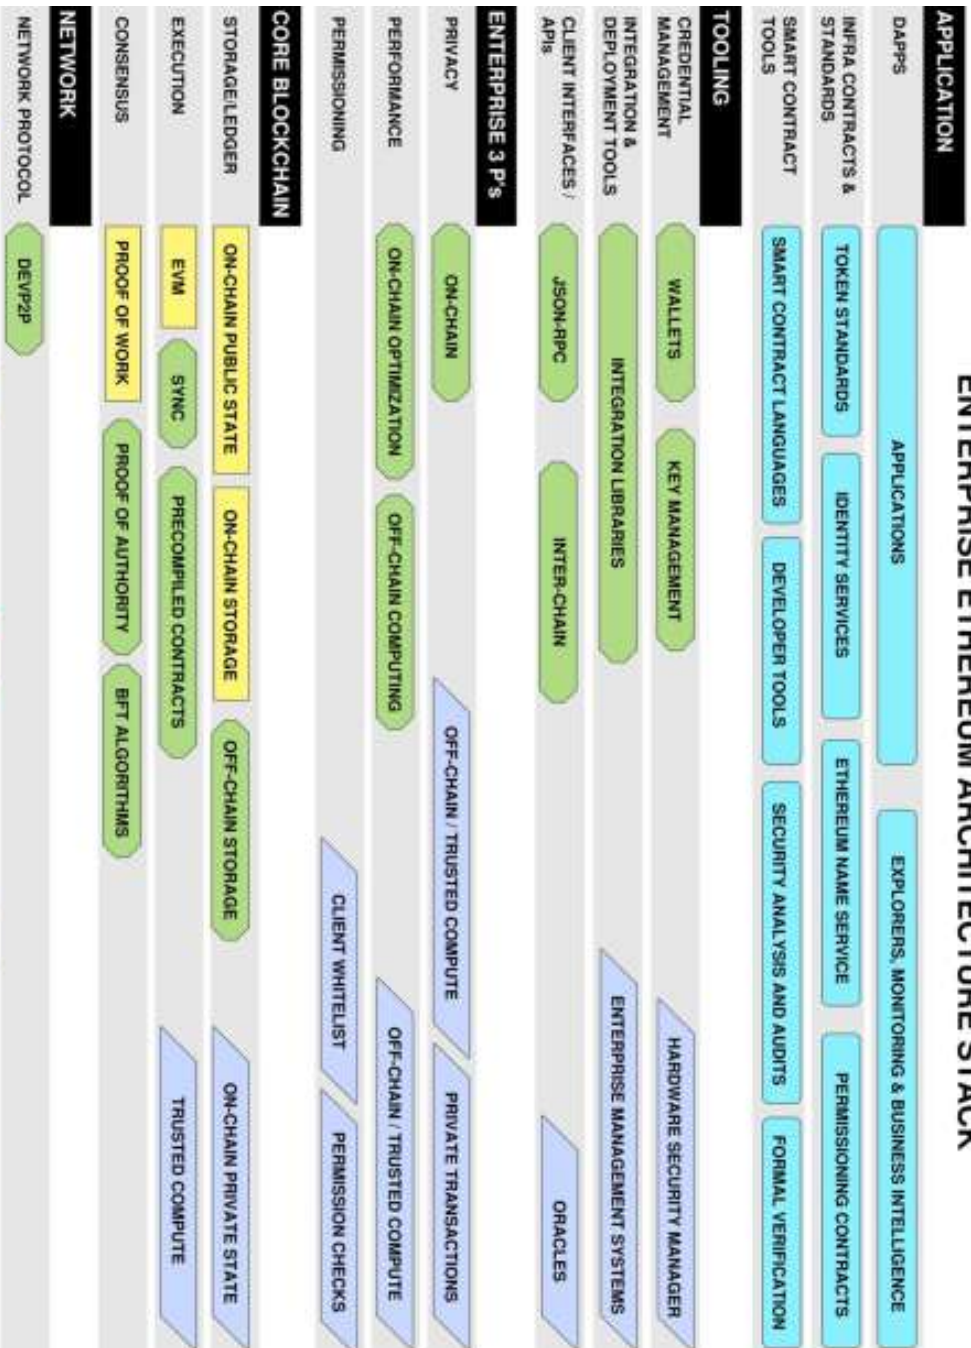 ENTERPRISE ETHEREUM ARCHITECTURE STACK
APPLICATION
DAPPS
APPLICATIONS
EXPLORERS, MONITORING & BUSINESS INTELLIGENCE
INFRA CONTRACTS &
STANDARDS
TOKEN STANDARDS
IDENTITY SERVICES
ETHEREUM NAME SERVICE
PERMISSIONING CONTRACTS
SMART CONTRACT
TOOLS
SMART CONTRACT LANGUAGES
DEVELOPER TOOLS
SECURITY ANALYSIS AND AUDITS
FORMAL VERIFICATION
TOOLING
CREDENTIAL
MANAGEMENT
WALLETS
KEY MANAGEMENT
HARDWARE SECURITY MANAGER
INTEGRATION &
DEPLOYMENT TOOLS
INTEGRATION LIBRARIES
ENTERPRISE MANAGEMENT SYSTEMS
CLIENT INTERFACES /
APIs
JSON-RPC
INTER-CHAIN
ORACLES
ENTERPRISE 3 P's
PRIVACY
ON-CHAIN
OFF-CHAIN / TRUSTED COMPUTE
PRIVATE TRANSACTIONS
PERFORMANCE
ON-CHAIN OPTIMIZATION
OFF-CHAIN COMPUTING
OFF-CHAIN / TRUSTED COMPUTE
PERMISSIONING
CLIENT WHITELIST
PERMISSION CHECKS
CORE BLOCKCHAIN
STORAGE/LEDGER
ON-CHAIN PUBLIC STATE
ON-CHAIN STORAGE
OFF-CHAIN STORAGE
ON-CHAIN PRIVATE STATE
EXECUTION
EVM
SYNC
PRECOMPILED CONTRACTS
TRUSTED COMPUTE
CONSENSUS
PROOF OF WORK
PROOF OF AUTHORITY
BFT ALGORITHMS
NETWORK
NETWORK PROTOCOL
DEVP2P